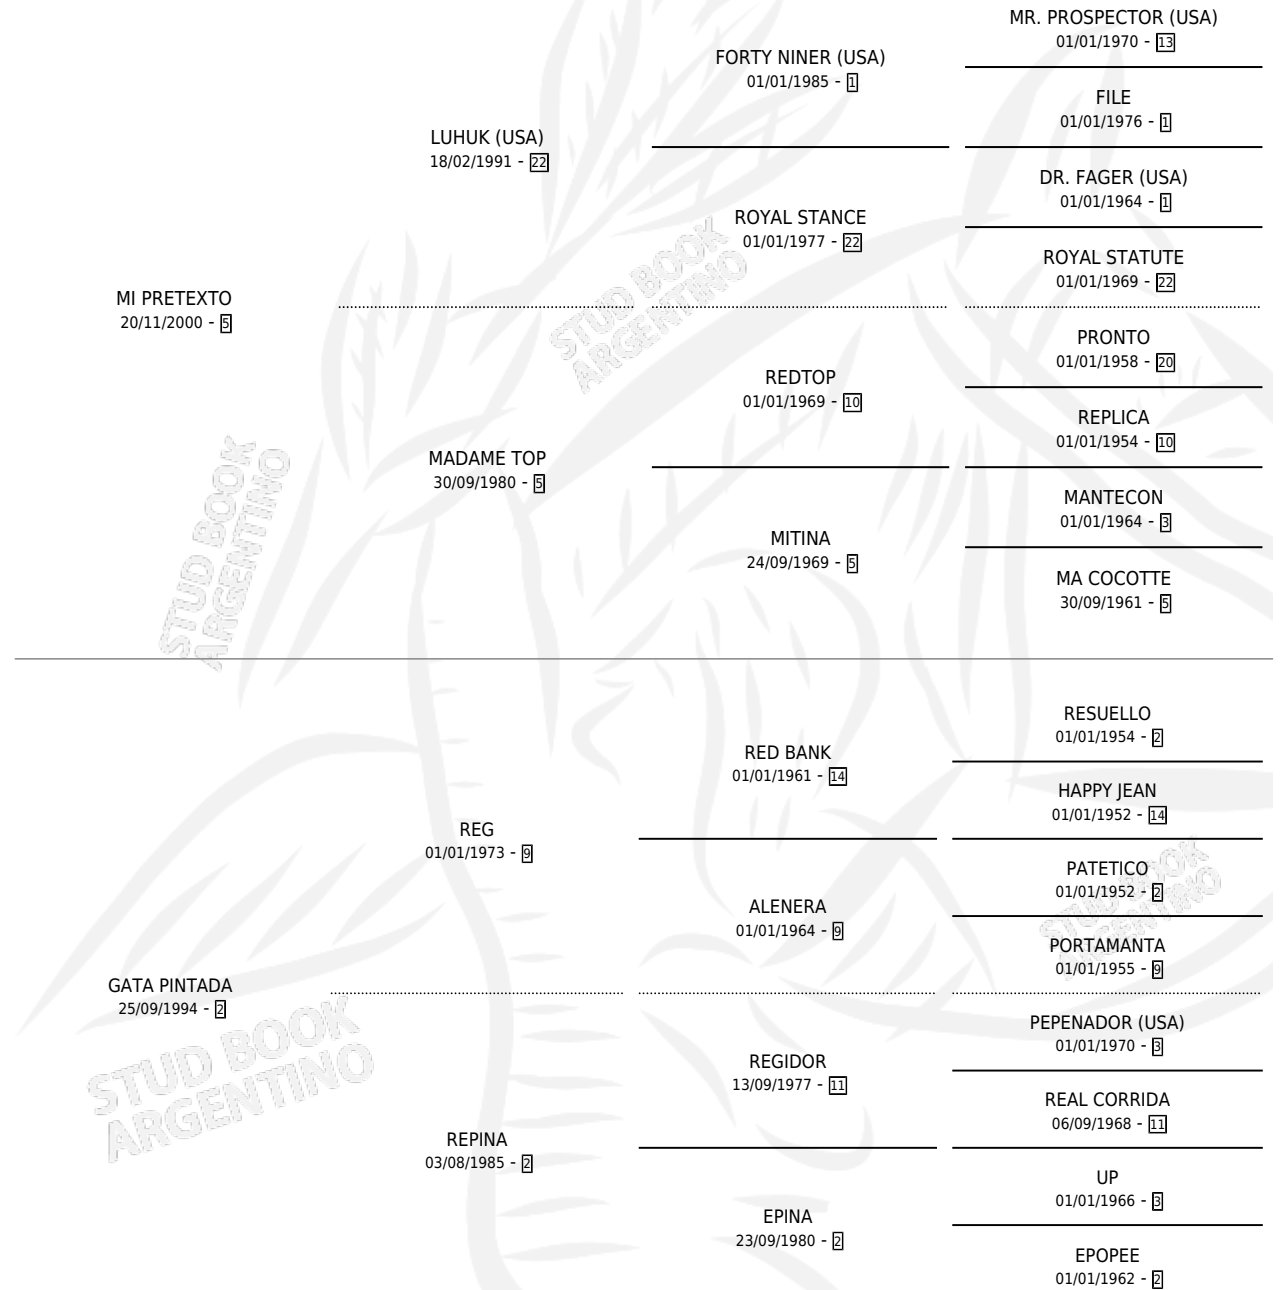 MR. PROSPECTOR (USA)
01/01/1970 - 13
FORTY NINER (USA)
01/01/1985 - 1
FILE
01/01/1976 - 1
LUHUK (USA)
18/02/1991 - 22
DR. FAGER (USA)
01/01/1964 - 1
ROYAL STANCE
01/01/1977 - 22
ROYAL STATUTE
01/01/1969 - 22
MI PRETEXTO
20/11/2000 - 5
STUD BOOK
ARGENTINO
PRONTO
01/01/1958 - 20
REDTOP
01/01/1969 - 10
REPLICA
01/01/1954 - 10
MADAME TOP
30/09/1980 - 5
MANTECON
01/01/1964 - 3
MITINA
24/09/1969 - 5
MA COCOTTE
30/09/1961 - 5
STUD BOOK
ARGENTINO
RESUELLO
01/01/1954 - 2
RED BANK
01/01/1961 - 14
HAPPY JEAN
01/01/1952 - 14
REG
01/01/1973 - 9
PATETICO
01/01/1952 - 2
ALENERA
01/01/1964 - 9
STUD BOOK
ARGENTINO
PORTAMANTA
01/01/1955 - 9
GATA PINTADA
25/09/1994 - 2
STUD BOOK
ARGENTINO
PEPENADOR (USA)
01/01/1970 - 3
REGIDOR
13/09/1977 - 11
REAL CORRIDA
06/09/1968 - 11
REPINA
03/08/1985 - 2
UP
01/01/1966 - 3
EPINA
23/09/1980 - 2
EPOPEE
01/01/1962 - 2